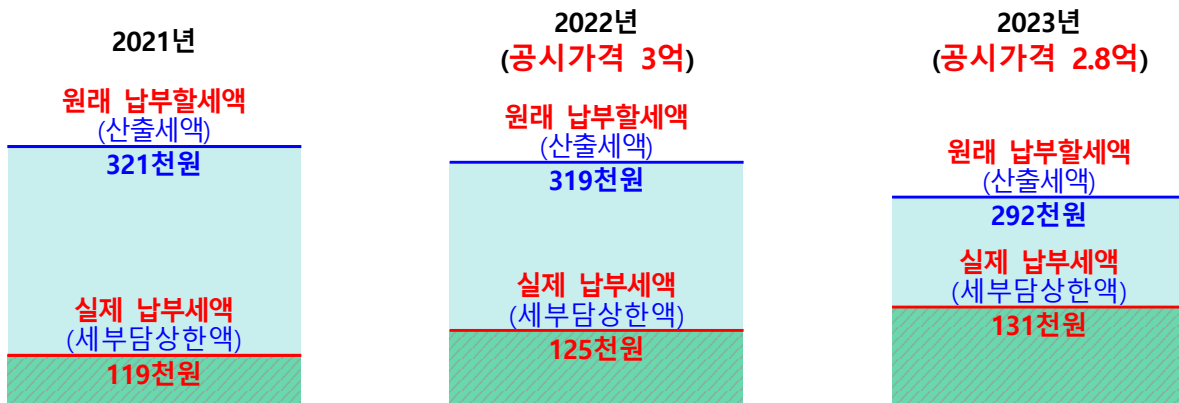 2021년
원래 납부할세액
(산출세액)
321천원
실제 납부세액
(세부담상한액)
119천원
2022년
(공시가격 3억)
원래 납부할세액
(산출세액)
319천원
실제 납부세액
(세부담상한액)
125천원
2023년
(공시가격 2.8억)
원래 납부할세액
(산출세액)
292천원
실제 납부세액
(세부담상한액)
131천원